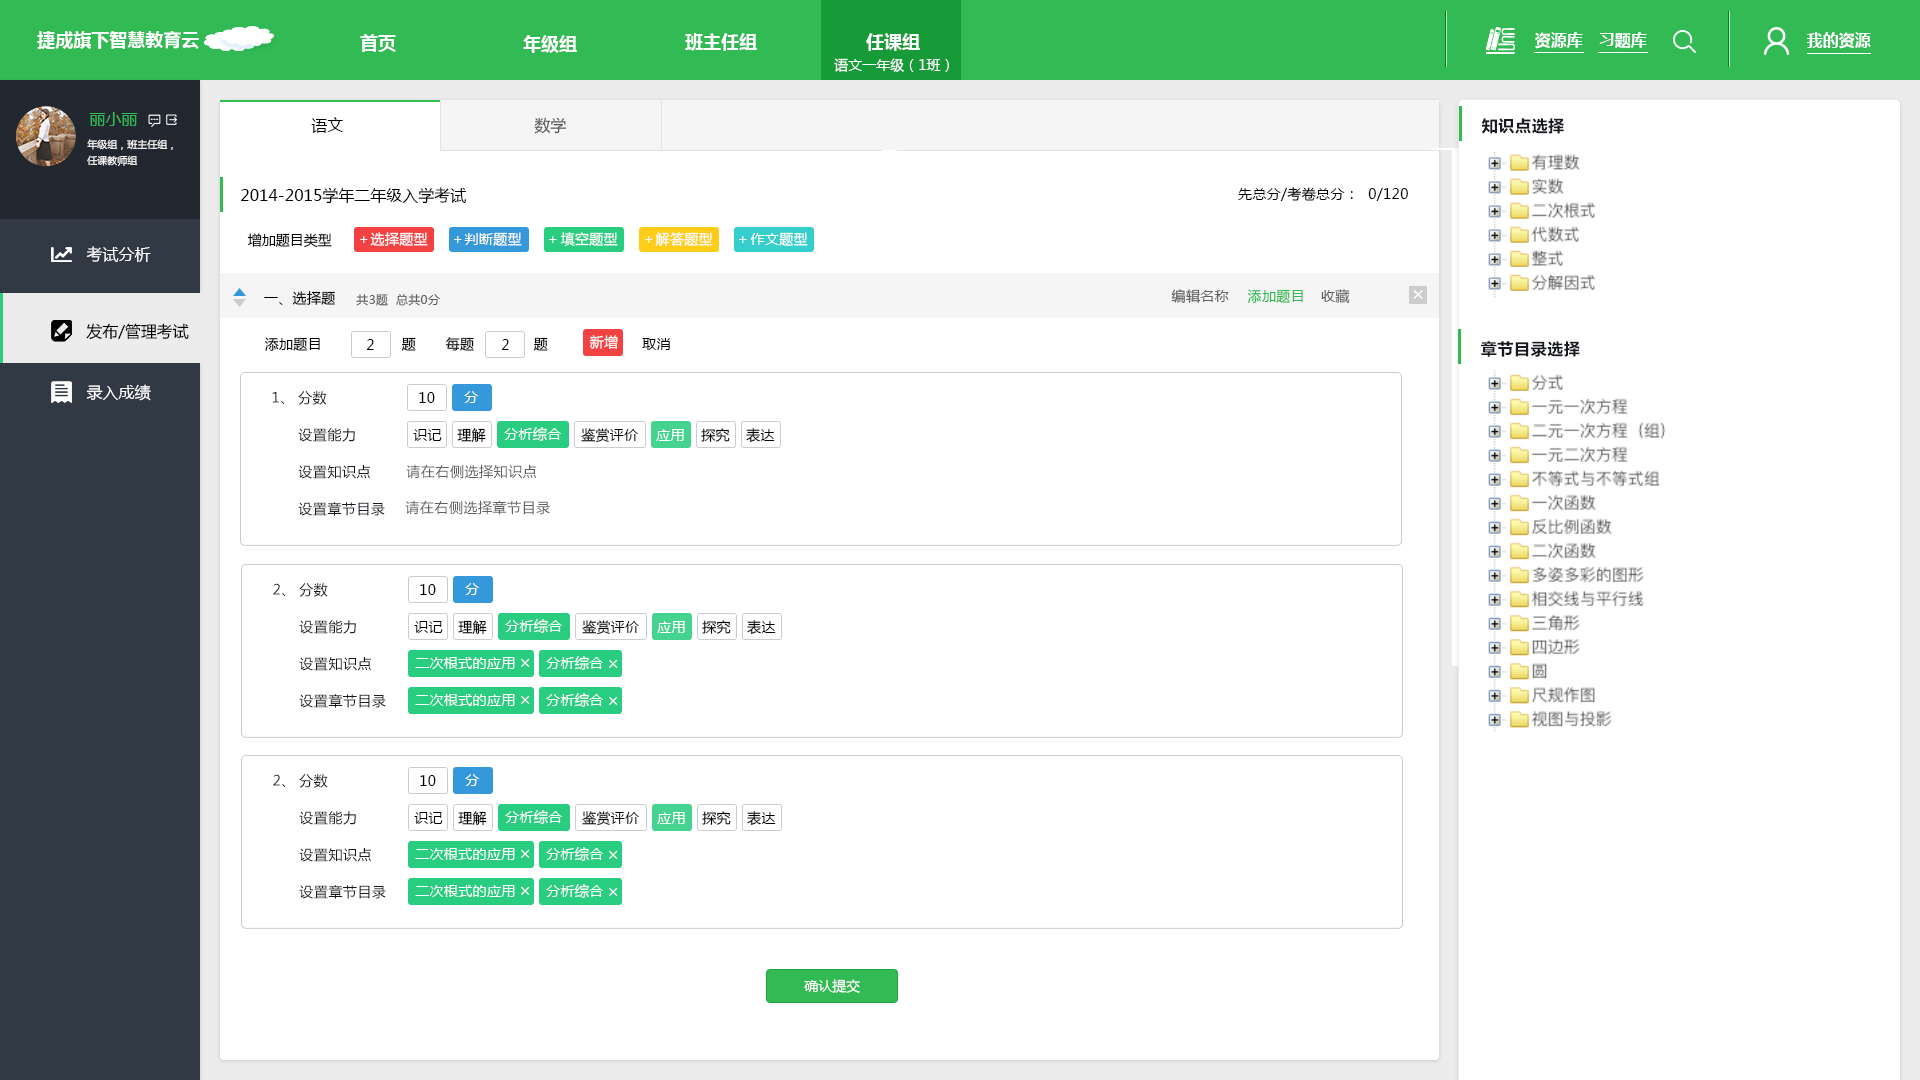 捷成旗下智慧教育云
首页
年级组
班主任组
任课组
语文一年级（1班）
资源库
习题库
我的资源
丽小丽
年级组，班主任组，
任课教师组
考试分析
发布/管理考试
录入成绩
语文
数学
2014-2015学年二年级入学考试
先总分/考卷总分： 0/120
增加题目类型
+ 选择题型
+ 判断题型
+ 填空题型
+ 解答题型
+ 作文题型
一、选择题 共3题 总共0分
编辑名称 添加题目 收藏
添加题目 2 题 每题 2 题 新增 取消
1、 分数 10 分
设置能力 识记 理解 分析综合 鉴赏评价 应用 探究 表达
设置知识点 请在右侧选择知识点
设置章节目录 请在右侧选择章节目录
2、 分数 10 分
设置能力 识记 理解 分析综合 鉴赏评价 应用 探究 表达
设置知识点 二次根式的应用 × 分析综合 ×
设置章节目录 二次根式的应用 × 分析综合 ×
2、 分数 10 分
设置能力 识记 理解 分析综合 鉴赏评价 应用 探究 表达
设置知识点 二次根式的应用 × 分析综合 ×
设置章节目录 二次根式的应用 × 分析综合 ×
确认提交
知识点选择
有理数
实数
二次根式
代数式
整式
分解因式
章节目录选择
分式
一元一次方程
二元一次方程（组）
一元二次方程
不等式与不等式组
一次函数
反比例函数
二次函数
多姿多彩的图形
相交线与平行线
三角形
四边形
圆
尺规作图
视图与投影